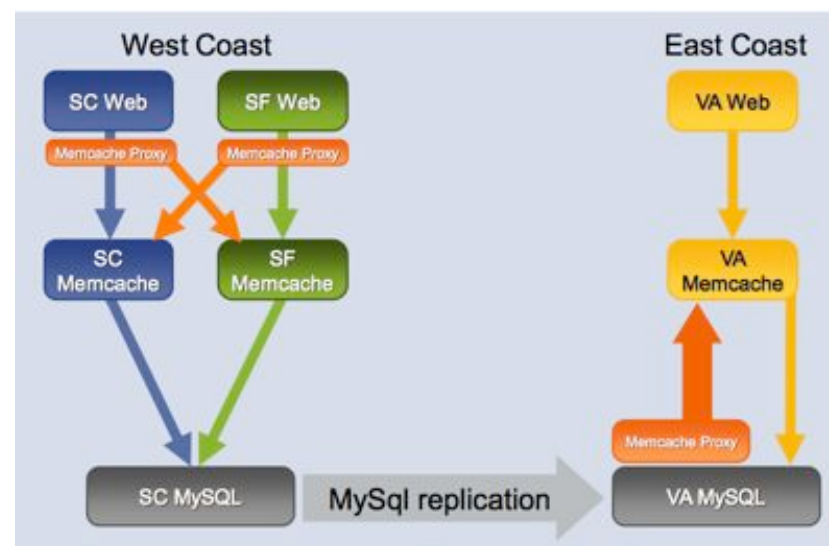 West Coast
East Coast
SC Web
SF Web
VA Web
Memcache Proxy
Memcache Proxy
SC
Memcache
SF
Memcache
VA
Memcache
Memcache Proxy
SC MySQL
MySql replication
VA MySQL